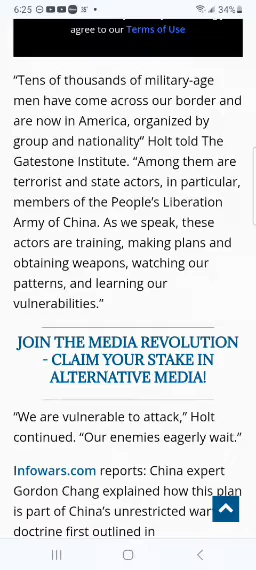 6:25
35°
34%
agree to our Terms of Use
“Tens of thousands of military-age
men have come across our border and
are now in America, organized by
group and nationality” Holt told The
Gatestone Institute. “Among them are
terrorist and state actors, in particular,
members of the People’s Liberation
Army of China. As we speak, these
actors are training, making plans and
obtaining weapons, watching our
patterns, and learning our
vulnerabilities.”
JOIN THE MEDIA REVOLUTION
- CLAIM YOUR STAKE IN
ALTERNATIVE MEDIA!
“We are vulnerable to attack,” Holt
continued. “Our enemies eagerly wait.”
Infowars.com reports: China expert
Gordon Chang explained how this plan
is part of China’s unrestricted
doctrine first outlined in